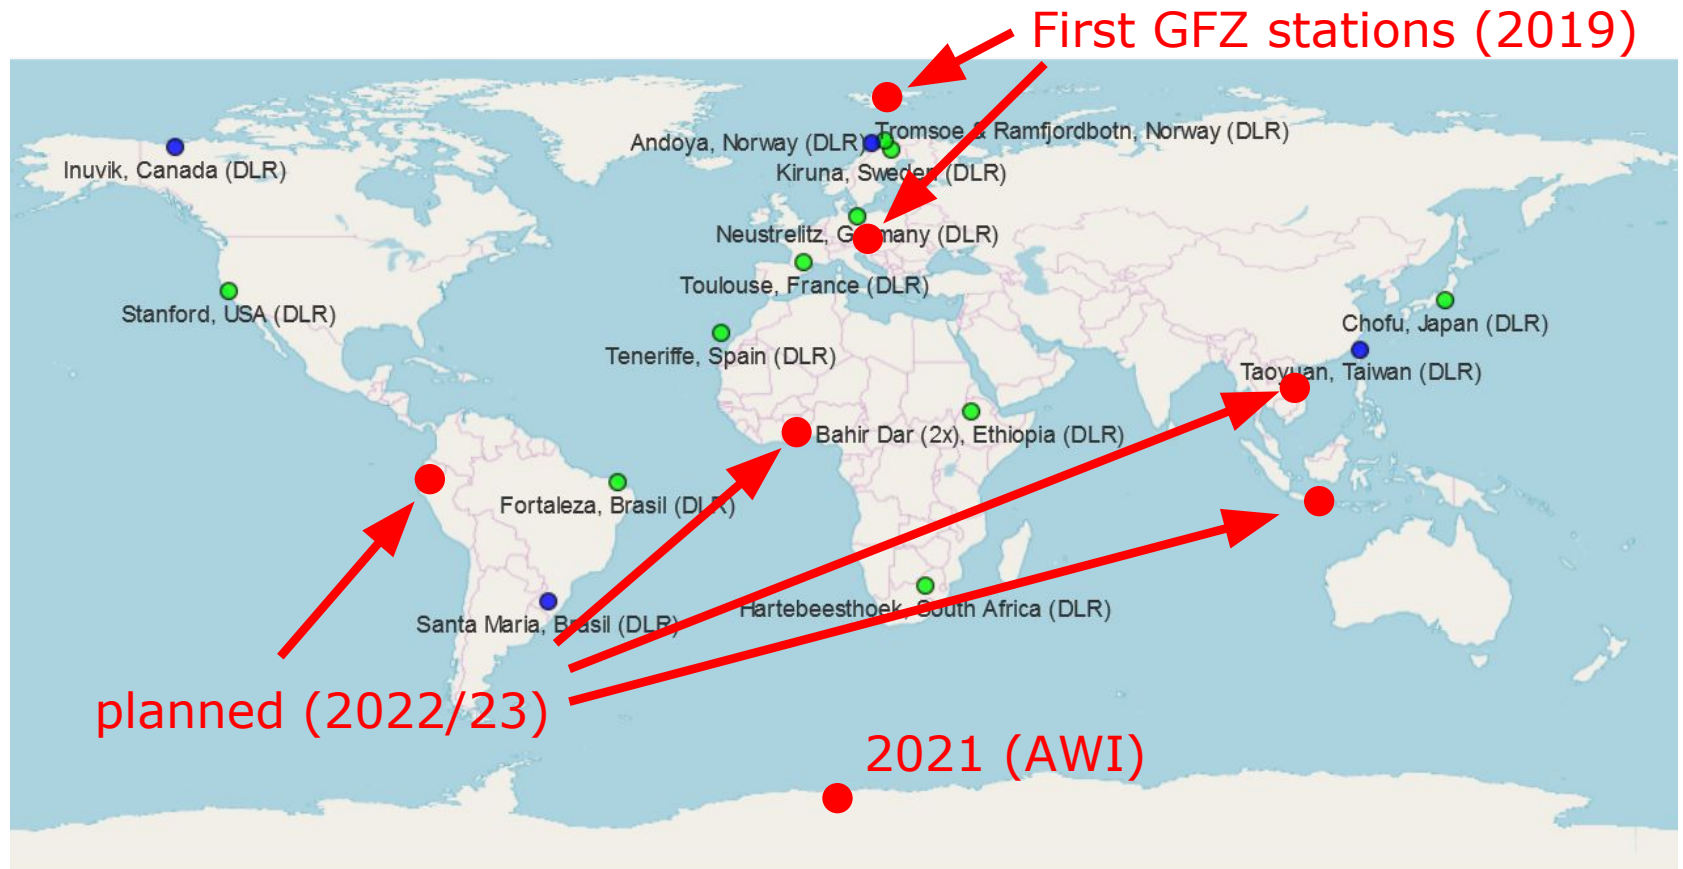 First GFZ stations (2019)
Andoya, Norway (DLR)
Tromsoe & Ramfjordbotn, Norway (DLR)
Inuvik, Canada (DLR)
Kiruna, Sweden (DLR)
Neustrelitz, Germany (DLR)
Toulouse, France (DLR)
Stanford, USA (DLR)
Chofu, Japan (DLR)
Teneriffe, Spain (DLR)
Taoyuan, Taiwan (DLR)
Bahir Dar (2x), Ethiopia (DLR)
Fortaleza, Brasil (DLR)
Hartebeesthoek, South Africa (DLR)
Santa Maria, Brasil (DLR)
planned (2022/23)
2021 (AWI)